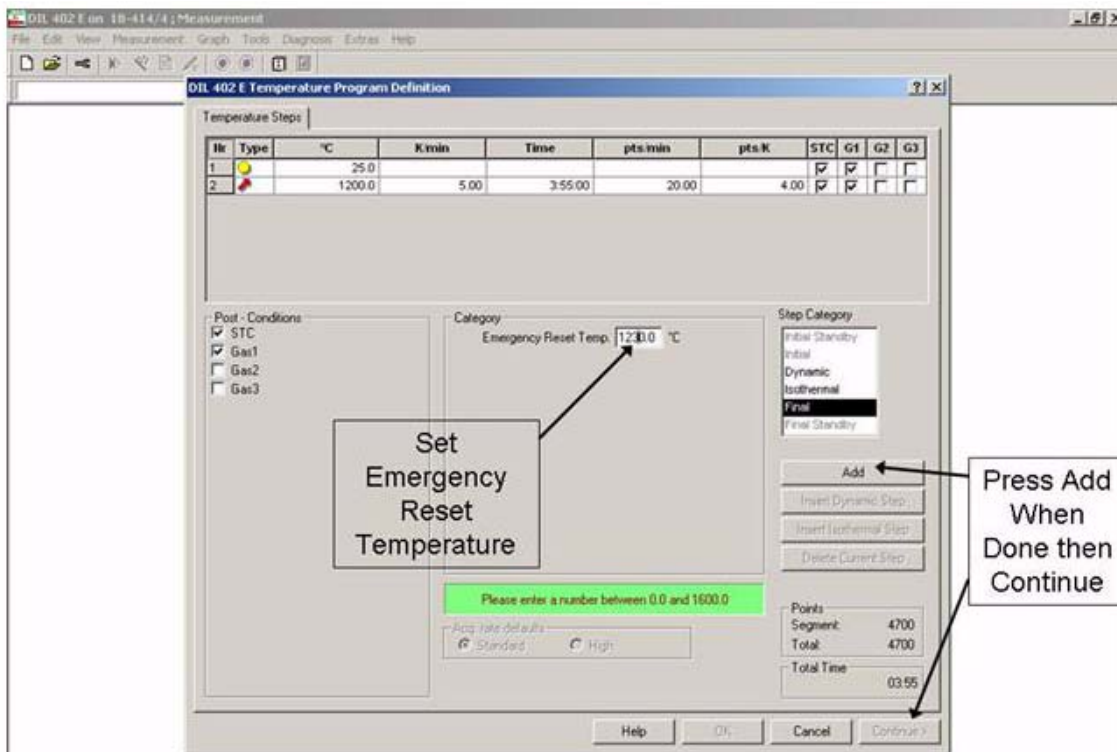 DIL 402 E on 18-414/4 ; Measurement
File Edit View Measurement Graph Tools Diagnosis Extras Help
DIL 402 E Temperature Program Definition
Temperature Steps
Nr Type °C K/min Time pts/min pts/K STC G1 G2 G3
1 25.0
2 1200.0 5.00 3:55:00 20.00 4.00
Post - Conditions
STC
Gas1
Gas2
Gas3
Category
Emergency Reset Temp. 1230.0 °C
Step Category
Initial Standby
Initial
Dynamic
Isothermal
Final
Final Standby
Set
Emergency
Reset
Temperature
Add
Insert Dynamic Step
Insert Isothermal Step
Delete Current Step
Press Add
When
Done then
Continue
Please enter a number between 0.0 and 1600.0
Acq. rate defaults
Standard High
Points
Segment: 4700
Total: 4700
Total Time
03:55
Help OK Cancel Continue >